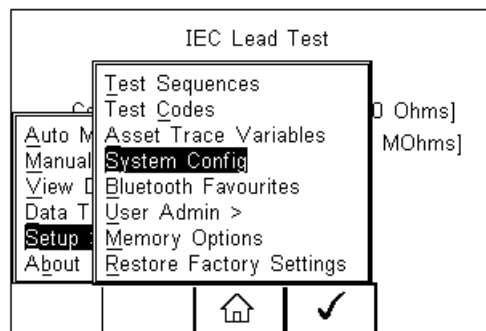 IEC Lead Test
Test Sequences
Test Codes
0 Ohms]
Auto M
Asset Trace Variables
MOhms]
Manual
System Config
View
Bluetooth Favourites
Data T
User Admin >
Setup
Memory Options
About
Restore Factory Settings